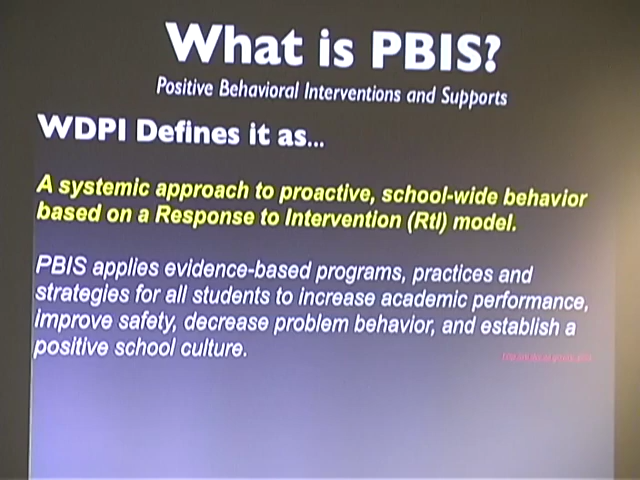 What is PBIS?
Positive Behavioral Interventions and Supports
WDPI Defines it as...
A systemic approach to proactive, school-wide behavior
based on a Response to Intervention (RtI) model.
PBIS applies evidence-based programs, practices and
strategies for all students to increase academic performance,
improve safety, decrease problem behavior, and establish a
positive school culture.